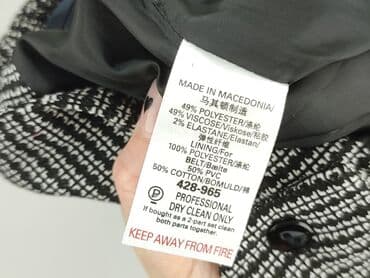 MADE IN MACEDONIA/
马其顿制造
49% POLYESTER/涤纶
49% VISCOSE/Viskose/粘胶
2% ELASTANE/Elastan/
弹性纤维
LINING/For
100% POLYESTER/涤纶
BELT/Bælte
50% PVC
50% COTTON/BOMULD/棉
428-965
P PROFESSIONAL
DRY CLEAN ONLY
If bought as a 2-part set clean
both parts together.
KEEP AWAY FROM FIRE